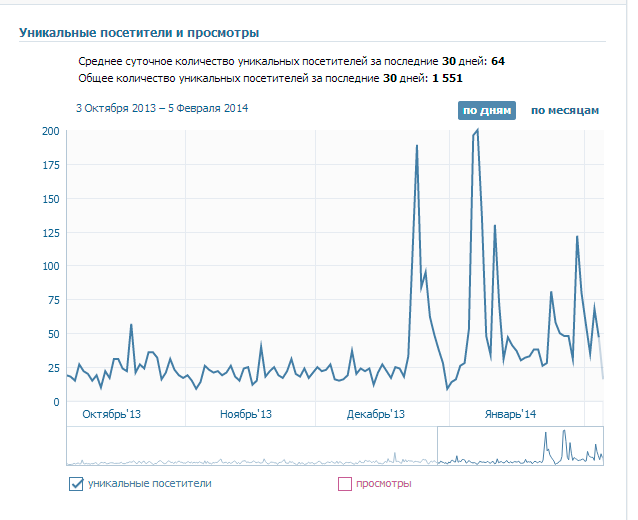 Уникальные посетители и просмотры
Среднее суточное количество уникальных посетителей за последние 30 дней: 64
Общее количество уникальных посетителей за последние 30 дней: 1 551
3 Октября 2013 – 5 Февраля 2014
по дням
по месяцам
200
175
150
125
100
75
50
25
0
Октябрь'13
Ноябрь'13
Декабрь'13
Январь'14
уникальные посетители
просмотры